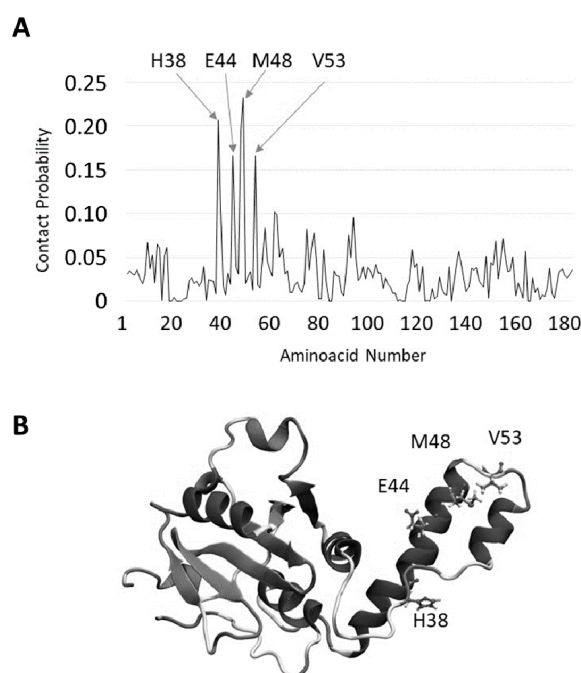 A
H38 E44 M48 V53
0.25
0.20
0.15
0.10
0.05
0
Contact Probability
1 20 40 60 80 100 120 140 160 180
Aminoacid Number
B
M48 V53
E44
H38